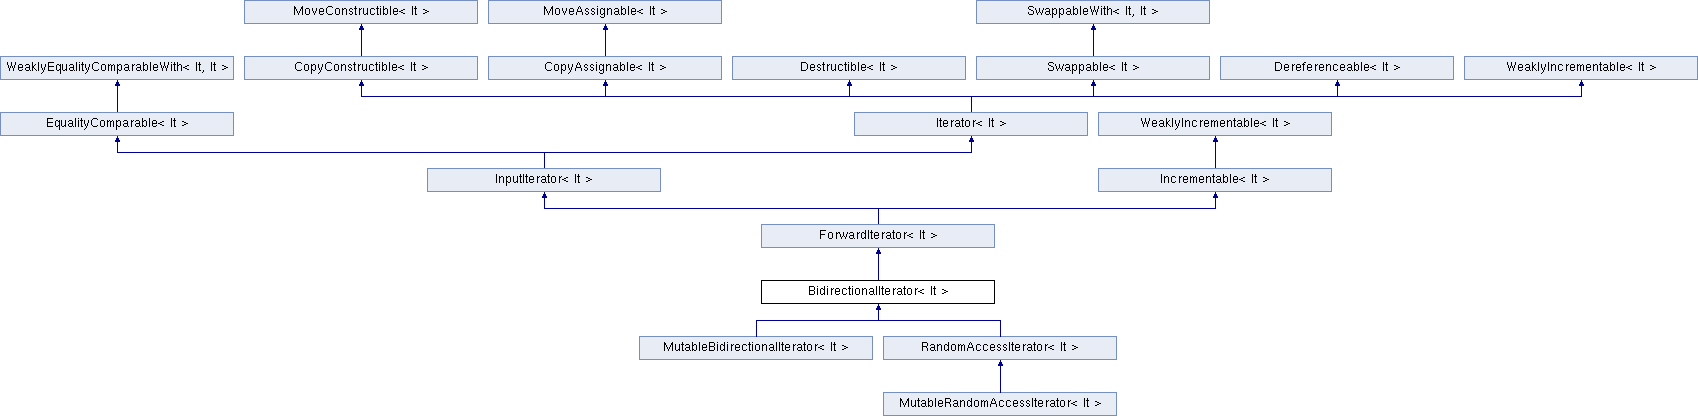 MoveConstructible< It >
MoveAssignable< It >
SwappableWith< It, It >
WeaklyEqualityComparableWith< It, It >
CopyConstructible< It >
CopyAssignable< It >
Destructible< It >
Swappable< It >
Dereferenceable< It >
WeaklyIncrementable< It >
EqualityComparable< It >
Iterator< It >
WeaklyIncrementable< It >
InputIterator< It >
Incrementable< It >
ForwardIterator< It >
BidirectionalIterator< It >
MutableBidirectionalIterator< It >
RandomAccessIterator< It >
MutableRandomAccessIterator< It >